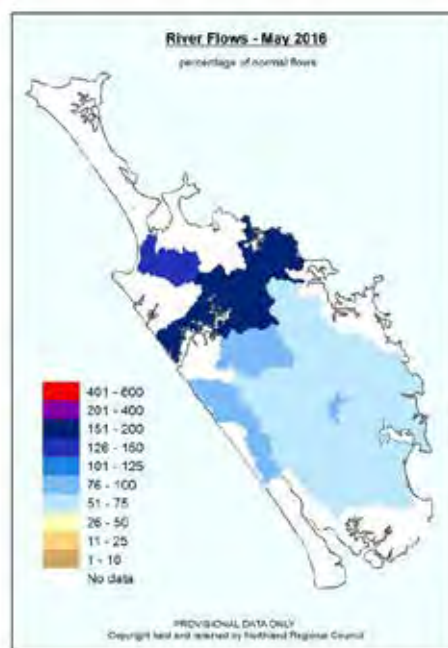 River Flows - May 2016
percentage of normal flows
401 - 600
201 - 400
151 - 200
126 - 150
101 - 125
76 - 100
51 - 75
26 - 50
11 - 25
1 - 10
No data
PROVISIONAL DATA ONLY
Copyright held and reserved by Northland Regional Council